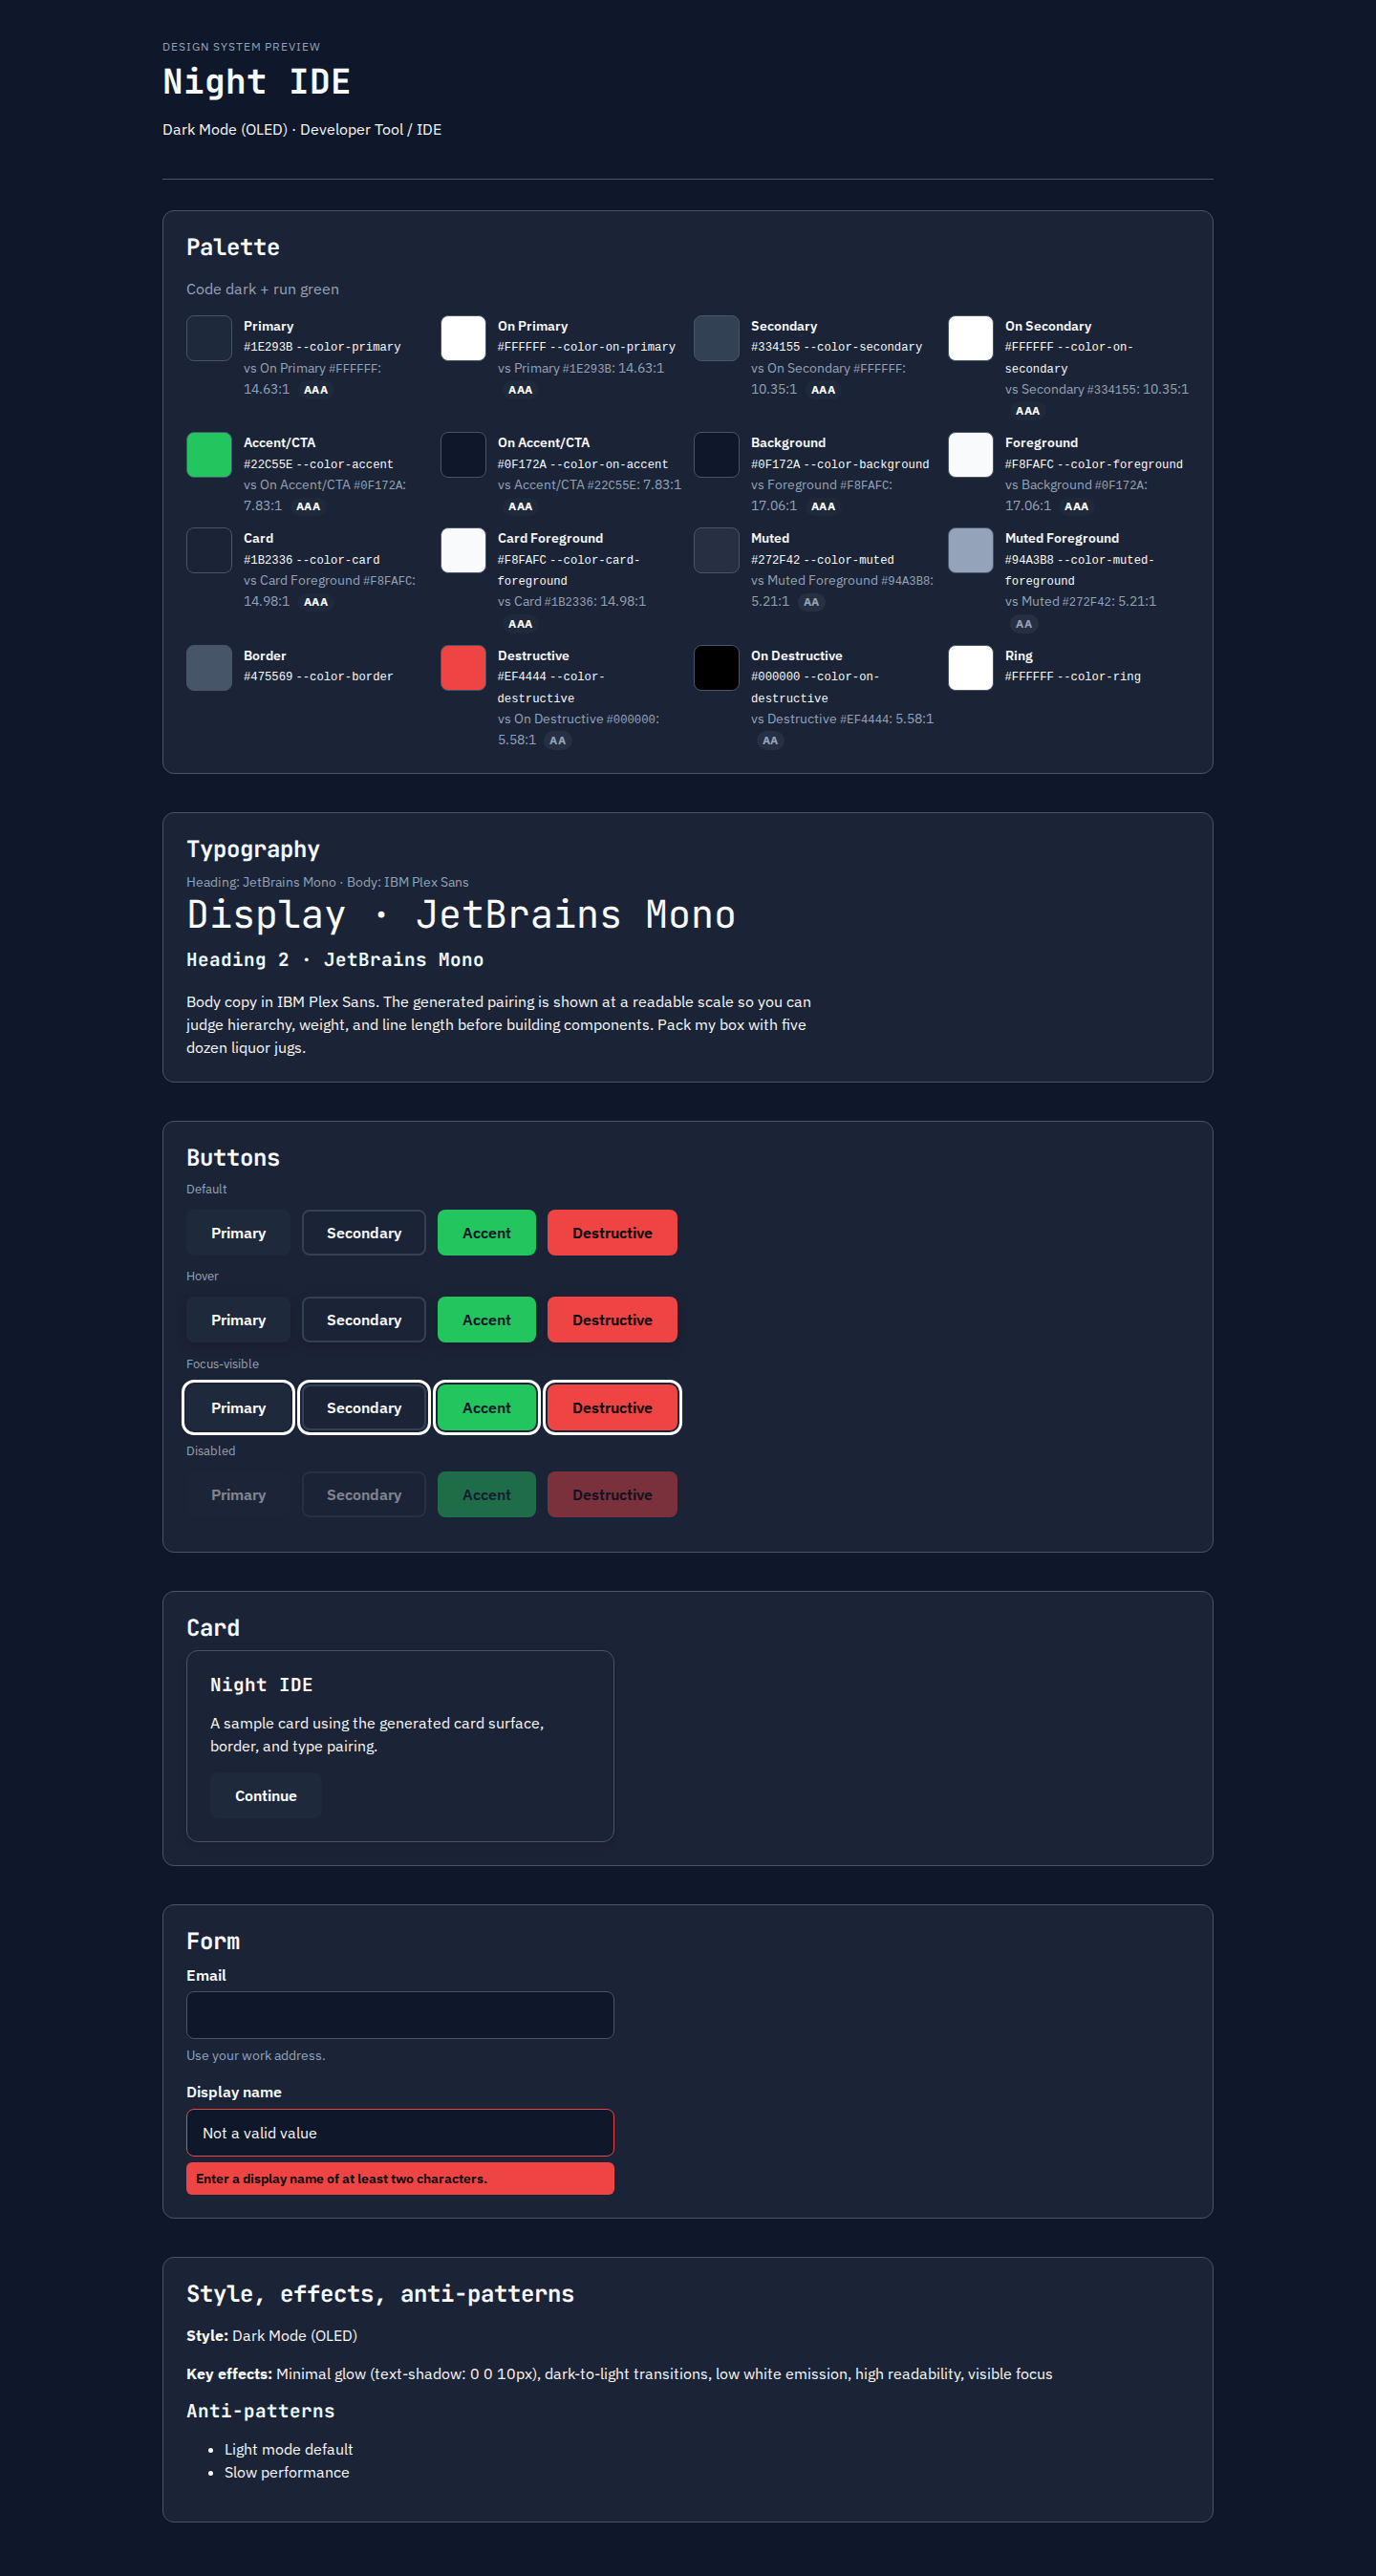 DESIGN SYSTEM PREVIEW
Night IDE
Dark Mode (OLED) · Developer Tool / IDE
Palette
Code dark + run green
Primary
#1E293B --color-primary
vs On Primary #FFFFFF:
14.63:1 AAA
On Primary
#FFFFFF --color-on-primary
vs Primary #1E293B: 14.63:1
AAA
Secondary
#334155 --color-secondary
vs On Secondary #FFFFFF:
10.35:1 AAA
On Secondary
#FFFFFF --color-on-
secondary
vs Secondary #334155: 10.35:1
AAA
Accent/CTA
#22C55E --color-accent
vs On Accent/CTA #0F172A:
7.83:1 AAA
On Accent/CTA
#0F172A --color-on-accent
vs Accent/CTA #22C55E: 7.83:1
AAA
Background
#0F172A --color-background
vs Foreground #F8FAFC:
17.06:1 AAA
Foreground
#F8FAFC --color-foreground
vs Background #0F172A:
17.06:1 AAA
Card
#1B2336 --color-card
vs Card Foreground #F8FAFC:
14.98:1 AAA
Card Foreground
#F8FAFC --color-card-
foreground
vs Card #1B2336: 14.98:1
AAA
Muted
#272F42 --color-muted
vs Muted Foreground #94A3B8:
5.21:1 AA
Muted Foreground
#94A3B8 --color-muted-
foreground
vs Muted #272F42: 5.21:1
AA
Border
#475569 --color-border
Destructive
#EF4444 --color-
destructive
vs On Destructive #000000:
5.58:1 AA
On Destructive
#000000 --color-on-
destructive
vs Destructive #EF4444: 5.58:1
AA
Ring
#FFFFFF --color-ring
Typography
Heading: JetBrains Mono · Body: IBM Plex Sans
Display · JetBrains Mono
Heading 2 · JetBrains Mono
Body copy in IBM Plex Sans. The generated pairing is shown at a readable scale so you can
judge hierarchy, weight, and line length before building components. Pack my box with five
dozen liquor jugs.
Buttons
Default
Primary Secondary Accent Destructive
Hover
Primary Secondary Accent Destructive
Focus-visible
Primary Secondary Accent Destructive
Disabled
Primary Secondary Accent Destructive
Card
Night IDE
A sample card using the generated card surface,
border, and type pairing.
Continue
Form
Email
Use your work address.
Display name
Not a valid value
Enter a display name of at least two characters.
Style, effects, anti-patterns
Style: Dark Mode (OLED)
Key effects: Minimal glow (text-shadow: 0 0 10px), dark-to-light transitions, low white emission, high readability, visible focus
Anti-patterns
• Light mode default
• Slow performance